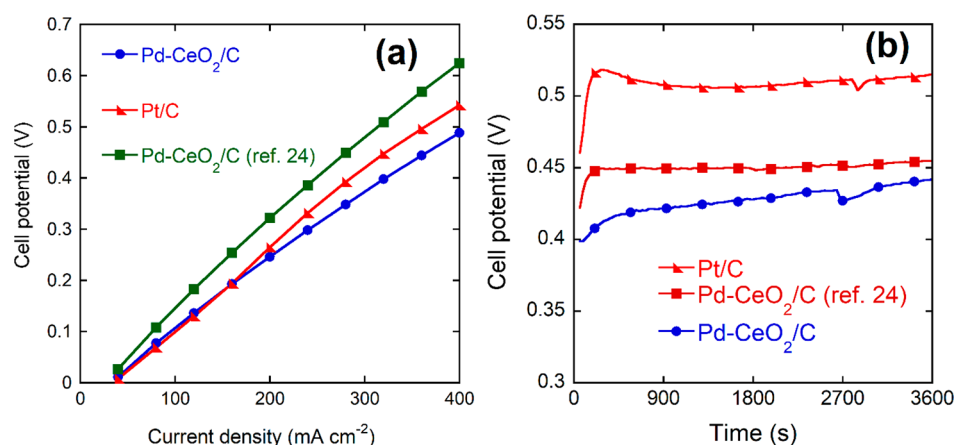 (a)
0.7
0.6
0.5
0.4
0.3
0.2
0.1
0
Cell potential (V)
Pd-CeO₂/C
Pt/C
Pd-CeO₂/C (ref. 24)
0 100 200 300 400
Current density (mA cm⁻²)
(b)
0.55
0.5
0.45
0.4
0.35
0.3
Cell potential (V)
Pt/C
Pd-CeO₂/C (ref. 24)
Pd-CeO₂/C
0 900 1800 2700 3600
Time (s)